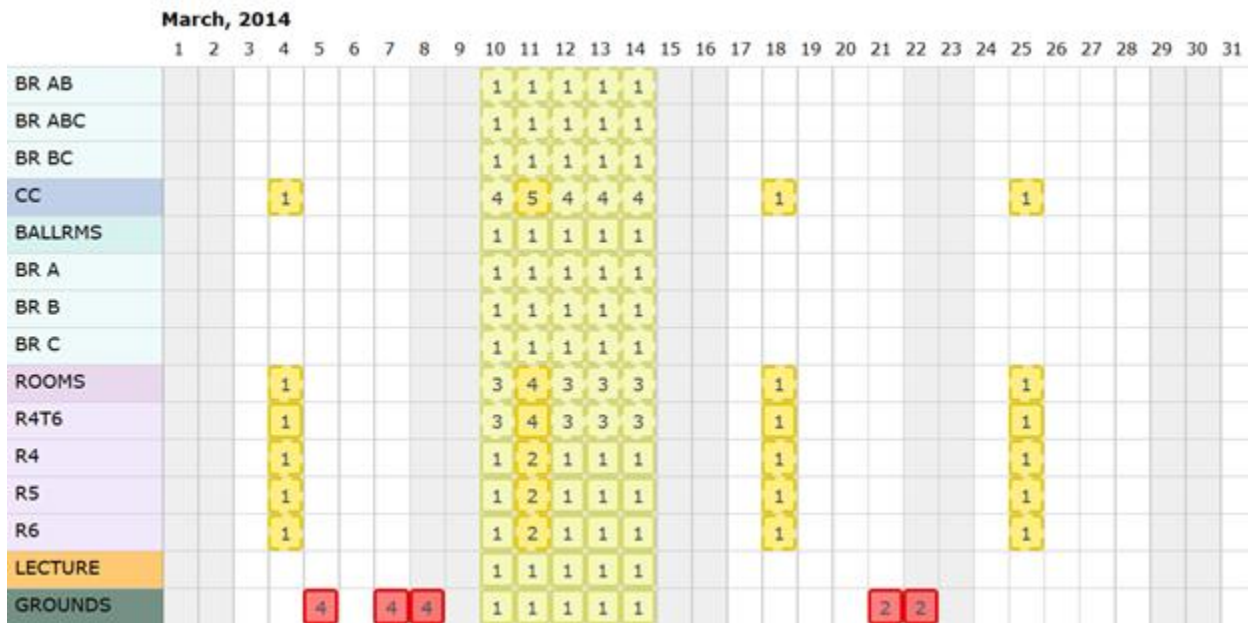 March, 2014
1 2 3 4 5 6 7 8 9 10 11 12 13 14 15 16 17 18 19 20 21 22 23 24 25 26 27 28 29 30 31
BR AB 1 1 1 1 1
BR ABC 1 1 1 1 1
BR BC 1 1 1 1 1
CC 1 4 5 4 4 4 1 1
BALLRMS 1 1 1 1 1
BR A 1 1 1 1 1
BR B 1 1 1 1 1
BR C 1 1 1 1 1
ROOMS 1 3 4 3 3 3 1 1
R4T6 1 3 4 3 3 3 1 1
R4 1 1 2 1 1 1 1 1
R5 1 1 2 1 1 1 1 1
R6 1 1 2 1 1 1 1 1
LECTURE 1 1 1 1 1
GROUNDS 4 4 4 1 1 1 1 1 2 2